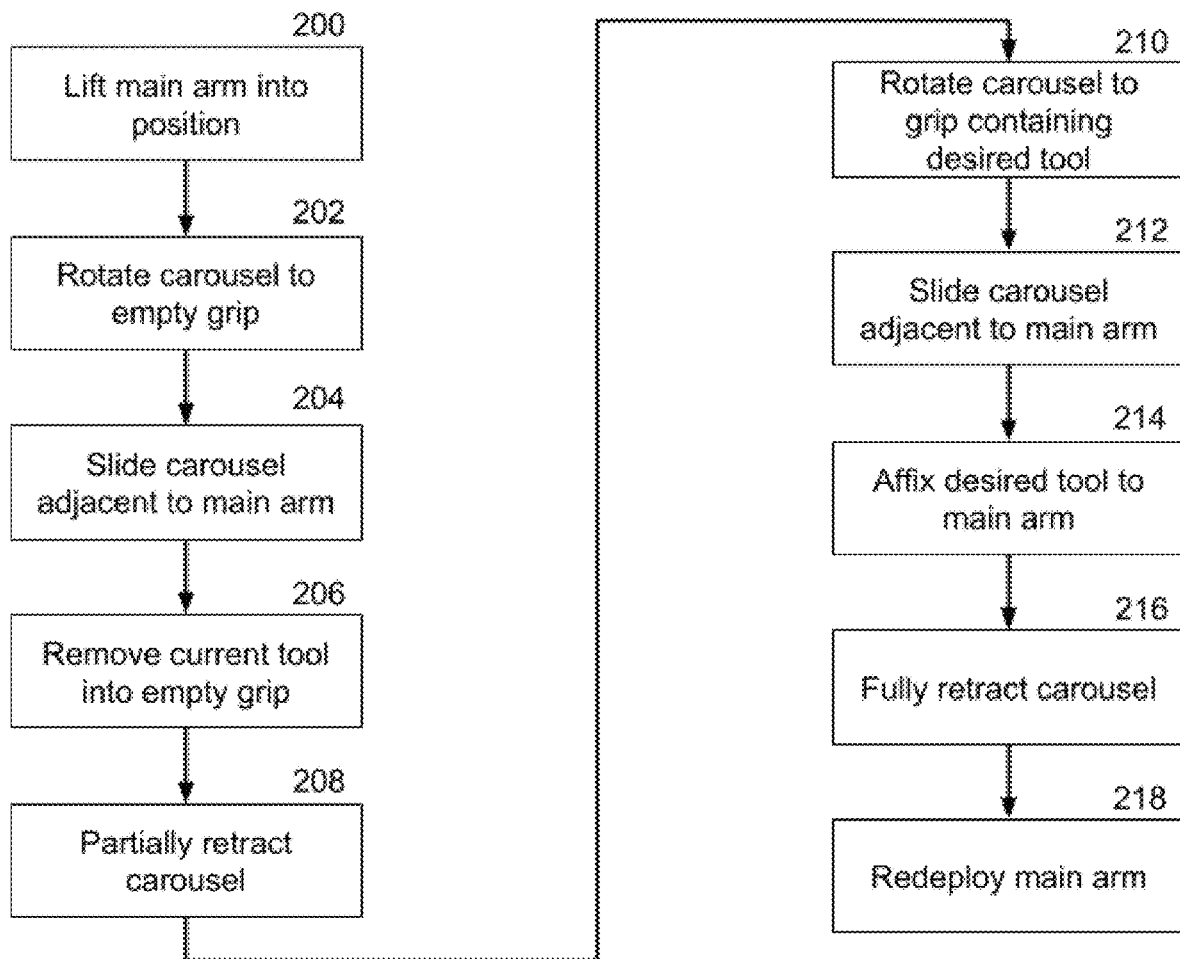 200
Lift main arm into
position
202
Rotate carousel to
empty grip
204
Slide carousel
adjacent to main arm
206
Remove current tool
into empty grip
208
Partially retract
carousel
210
Rotate carousel to
grip containing
desired tool
212
Slide carousel
adjacent to main arm
214
Affix desired tool to
main arm
216
Fully retract carousel
218
Redeploy main arm